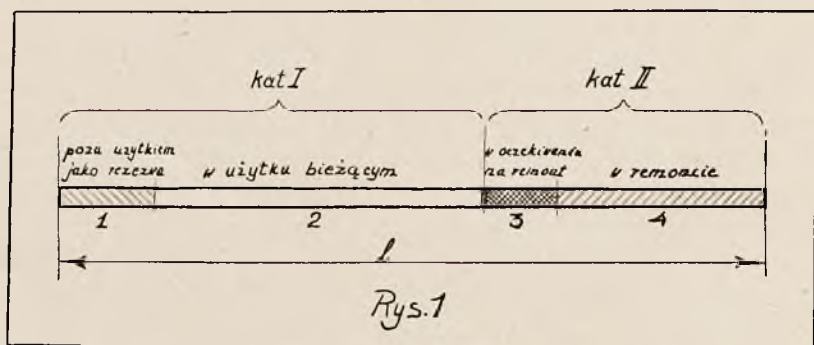 kat I kat II
poza użytkiem
jako rezerwa
w użytku bieżącym
w oczekiwaniu
na remont
w remoncie
1 2 3 4
l
Rys.1